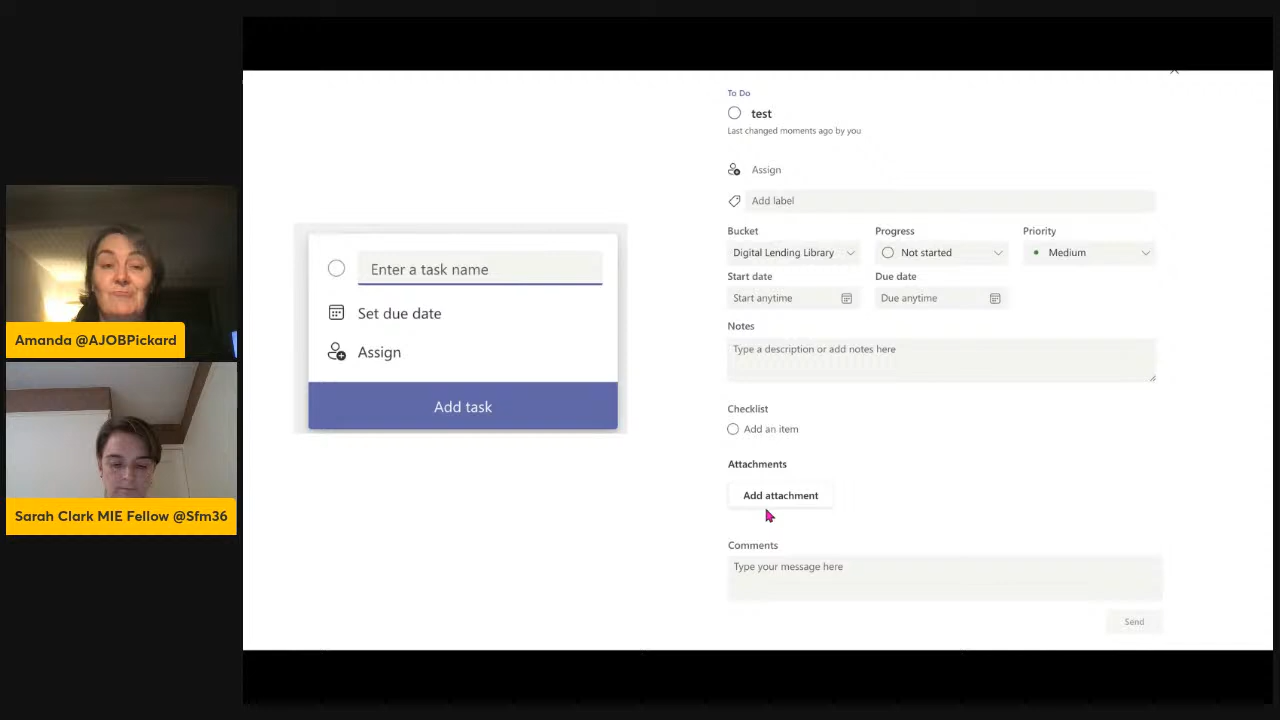 Amanda @AJOBPickard
Sarah Clark MIE Fellow @Sfm36
Enter a task name
Set due date
Assign
Add task
To Do
test
Last changed moments ago by you
Assign
Add label
Bucket Progress Priority
Digital Lending Library Not started Medium
Start date Due date
Start anytime Due anytime
Notes
Type a description or add notes here
Checklist
Add an item
Attachments
Add attachment
Comments
Type your message here
Send